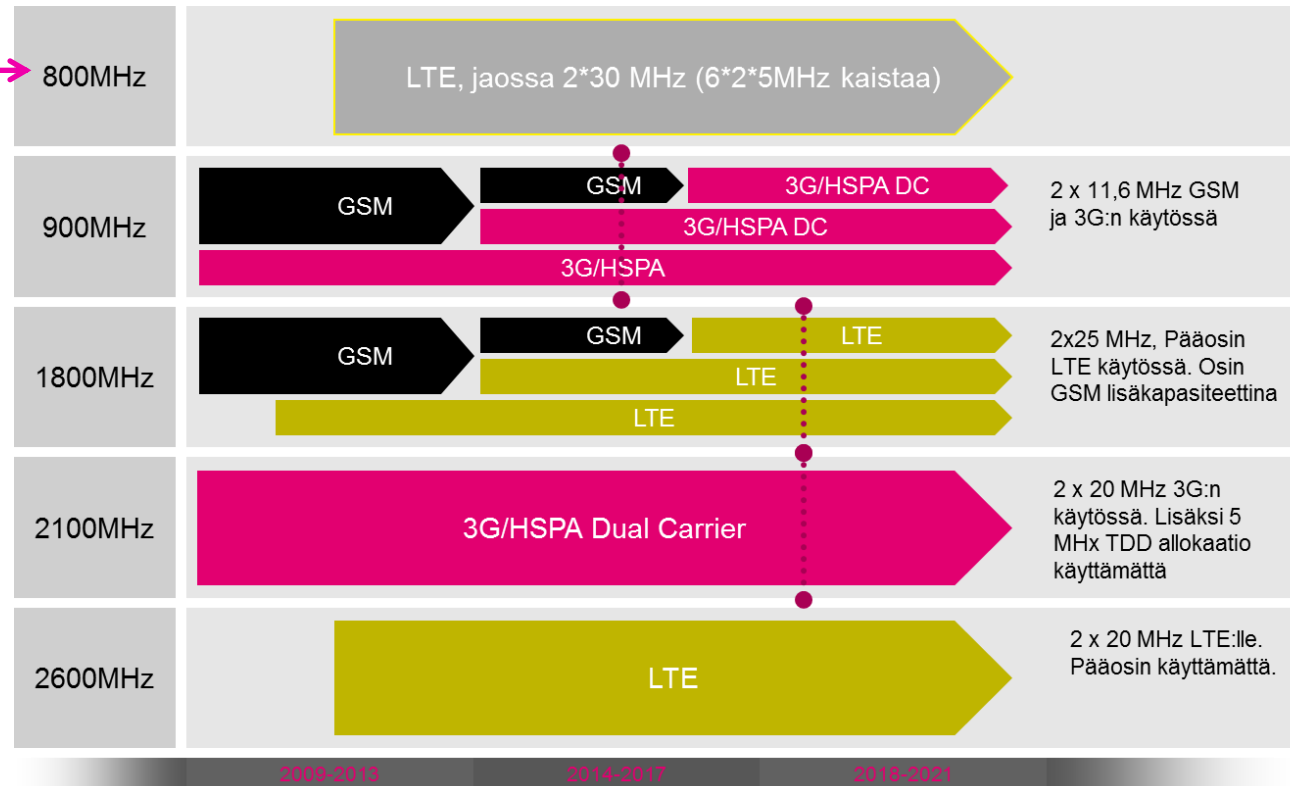 800MHz
LTE, jaossa 2*30 MHz (6*2*5MHz kaistaa)
900MHz
GSM
GSM
3G/HSPA DC
3G/HSPA DC
3G/HSPA
2 x 11,6 MHz GSM
ja 3G:n käytössä
1800MHz
GSM
GSM
LTE
LTE
LTE
2x25 MHz, Pääosin
LTE käytössä. Osin
GSM lisäkapasiteettina
2100MHz
3G/HSPA Dual Carrier
2 x 20 MHz 3G:n
käytössä. Lisäksi 5
MHx TDD allokaatio
käyttämättä
2600MHz
LTE
2 x 20 MHz LTE:lle.
Pääosin käyttämättä.
2009-2013
2014-2017
2018-2021